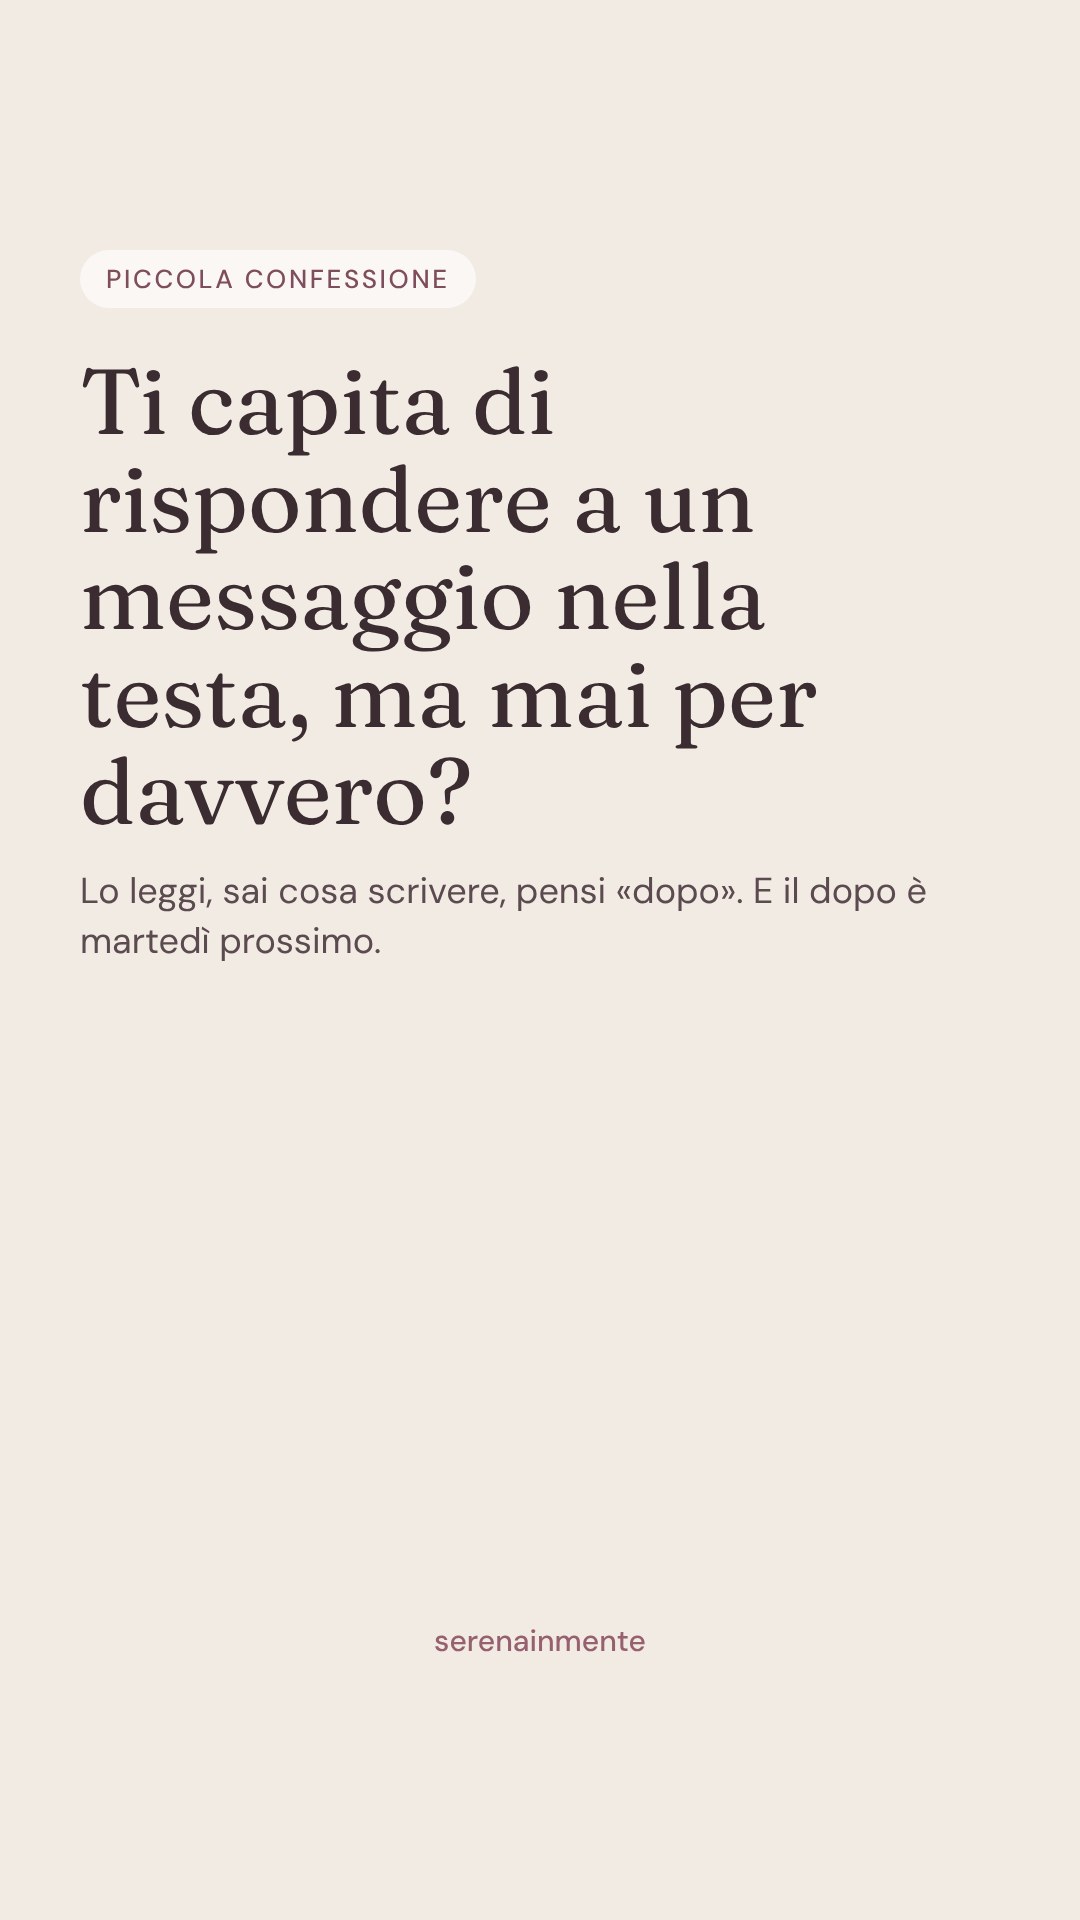 PICCOLA CONFESSIONE
Ti capita di
rispondere a un
messaggio nella
testa, ma mai per
davvero?
Lo leggi, sai cosa scrivere, pensi «dopo». E il dopo è
martedì prossimo.
serenainmente